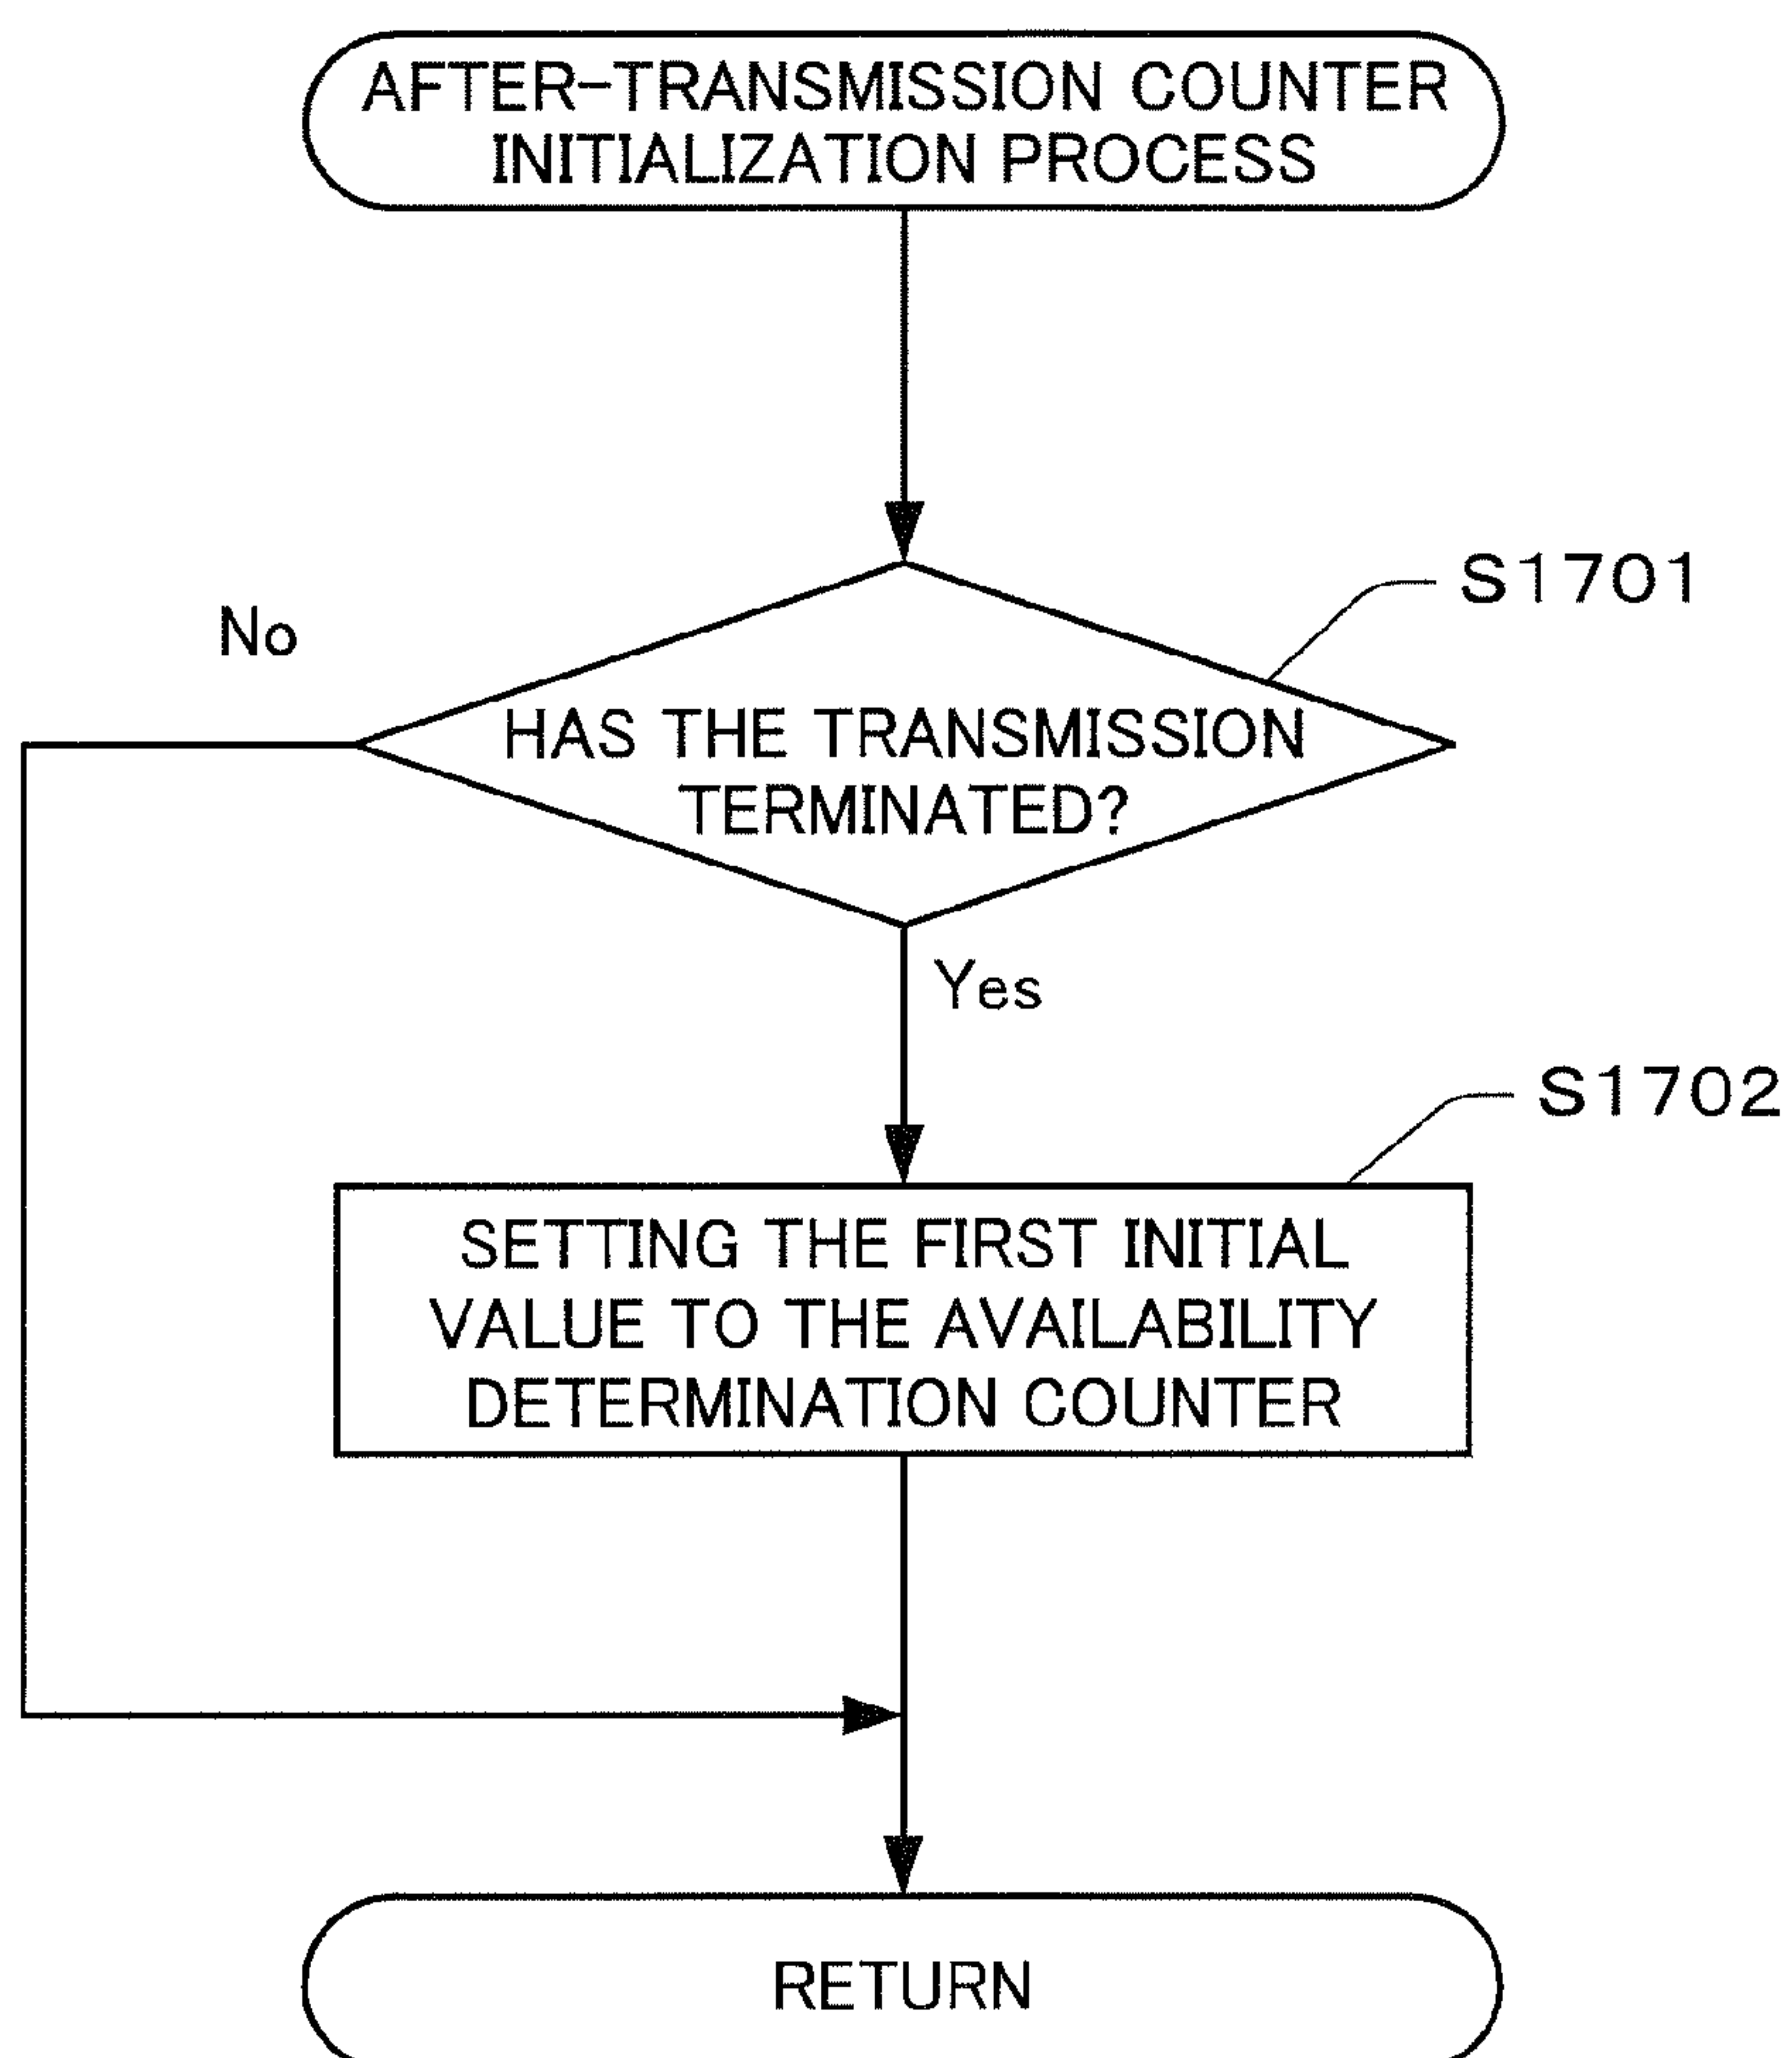 AFTER-TRANSMISSION COUNTER
INITIALIZATION PROCESS
S1701
No
HAS THE TRANSMISSION
TERMINATED?
Yes
S1702
SETTING THE FIRST INITIAL
VALUE TO THE AVAILABILITY
DETERMINATION COUNTER
RETURN